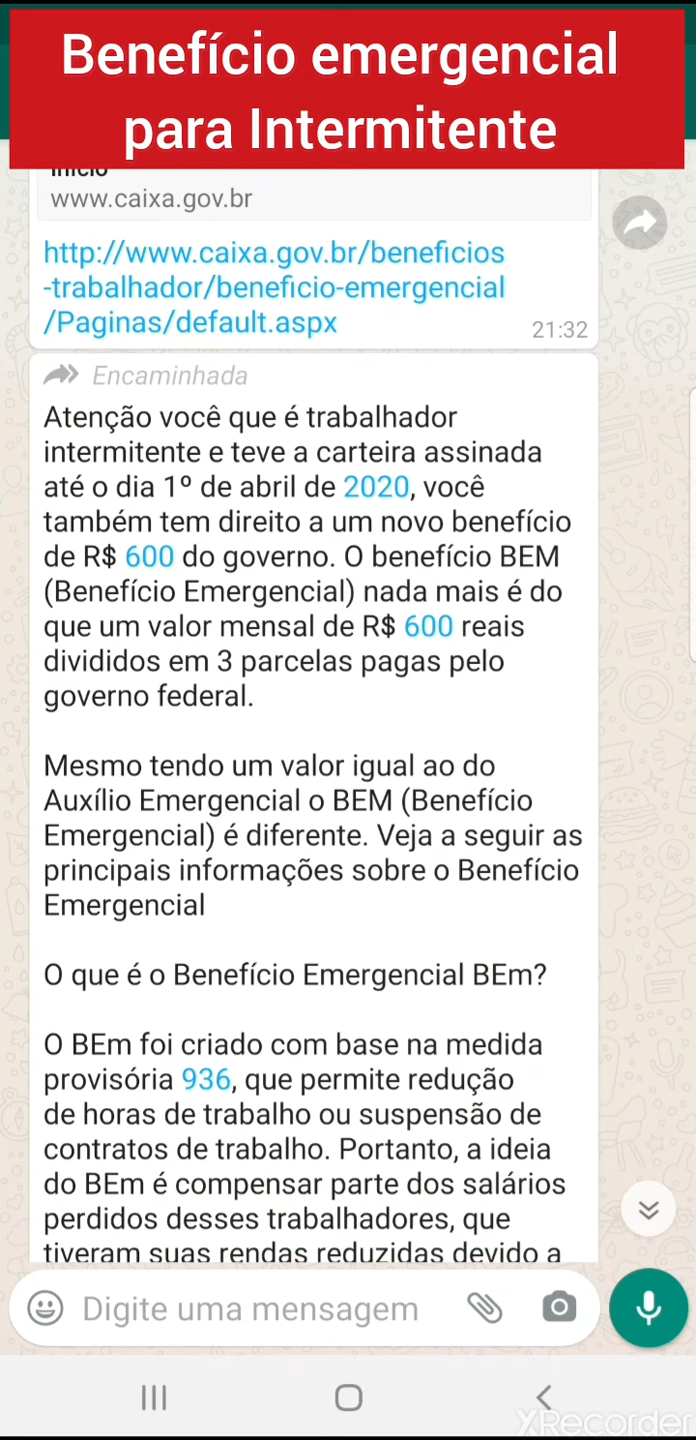 Benefício emergencial
para Intermitente
Início
www.caixa.gov.br
http://www.caixa.gov.br/beneficios
-trabalhador/beneficio-emergencial
/Paginas/default.aspx
21:32
Encaminhada
Atenção você que é trabalhador
intermitente e teve a carteira assinada
até o dia 1º de abril de 2020, você
também tem direito a um novo benefício
de R$ 600 do governo. O benefício BEM
(Benefício Emergencial) nada mais é do
que um valor mensal de R$ 600 reais
divididos em 3 parcelas pagas pelo
governo federal.
Mesmo tendo um valor igual ao do
Auxílio Emergencial o BEM (Benefício
Emergencial) é diferente. Veja a seguir as
principais informações sobre o Benefício
Emergencial
O que é o Benefício Emergencial BEm?
O BEm foi criado com base na medida
provisória 936, que permite redução
de horas de trabalho ou suspensão de
contratos de trabalho. Portanto, a ideia
do BEm é compensar parte dos salários
perdidos desses trabalhadores, que
tiveram suas rendas reduzidas devido a
Digite uma mensagem
XRecorder